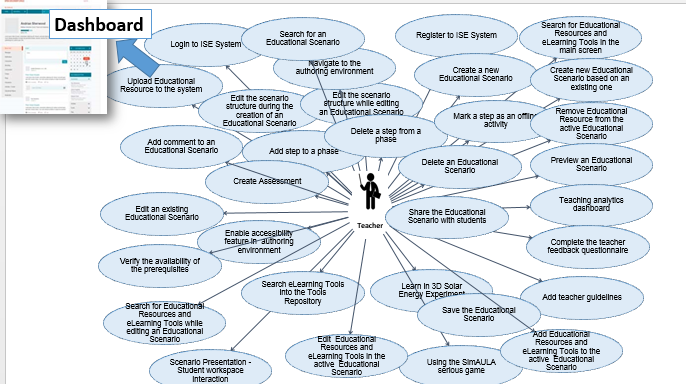 Dashboard
Login to ISE System
Search for an
Educational Scenario
Register to ISE System
Search for Educational
Resources and
eLearning Tools in the
main screen
Navigate to the
authoring environment
Upload Educational
Resource to the system
Create a new
Educational Scenario
Create new Educational
Scenario based on an
existing one
Edit the scenario
structure during the
creation of an
Educational Scenario
Edit the scenario
structure while editing
an Educational Scenario
Mark a step as an offline
activity
Remove Educational
Resource from the
active Educational
Scenario
Delete a step from a
phase
Add comment to an
Educational Scenario
Add step to a phase
Delete an Educational
Scenario
Preview an Educational
Scenario
Create Assessment
Teaching analytics
dashboard
Edit an existing
Educational Scenario
Share the Educational
Scenario with students
Teacher
Enable accessibility
feature in authoring
environment
Complete the teacher
feedback questionnaire
Verify the availability of
the prerequisites
Search eLearning Tools
into the Tools
Repository
Learn in 3D Solar
Energy Experiment
Add teacher guidelines
Search for Educational
Resources and
eLearning Tools while
editing an Educational
Scenario
Save the Educational
Scenario
Edit Educational
Resources and
eLearning Tools in the
active Educational
Scenario
Add Educational
Resources and
eLearning Tools to the
active Educational
Scenario
Scenario Presentation -
Student workspace
interaction
Using the SimAULA
serious game